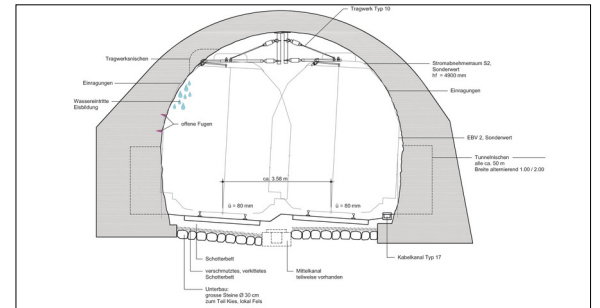 Tragwerk Typ 10
Tragwerksnischen
Einragungen
Wassereintritte
Eisbildung
offene Fugen
Stromabnehmerraum S2,
Sonderwert
hf = 4900 mm
Einragungen
EBV 2, Sonderwert
Tunnelnischen
alle ca. 50 m
Breite alternierend 1.00 / 2.00
ca. 3.58 m
ü = 80 mm
ü = 80 mm
Kabelkanal Typ 17
Schotterbett
verschmutztes, verkittetes
Schotterbett
Mittelkanal
teilweise vorhanden
Unterbau:
grosse Steine Ø 30 cm
zum Teil Kies, lokal Fels